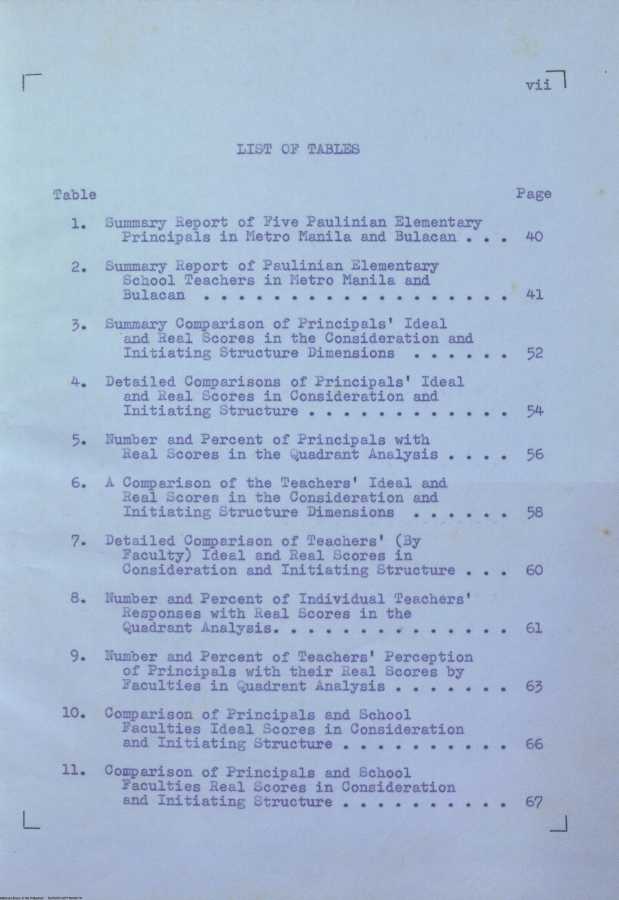 vii
LIST OF TABLES
Table Page
1. Summary Report of Five Paulinian Elementary
Principals in Metro Manila and Bulacan . . . 40
2. Summary Report of Paulinian Elementary
School Teachers in Metro Manila and
Bulacan . . . . . . . . . . . . . . . . . . 41
3. Summary Comparison of Principals' Ideal
and Real Scores in the Consideration and
Initiating Structure Dimensions . . . . . . 52
4. Detailed Comparisons of Principals' Ideal
and Real Scores in Consideration and
Initiating Structure . . . . . . . . . . . . 54
5. Number and Percent of Principals with
Real Scores in the Quadrant Analysis . . . . 56
6. A Comparison of the Teachers' Ideal and
Real Scores in the Consideration and
Initiating Structure Dimensions . . . . . . 58
7. Detailed Comparison of Teachers' (By
Faculty) Ideal and Real Scores in
Consideration and Initiating Structure . . . 60
8. Number and Percent of Individual Teachers'
Responses with Real Scores in the
Quadrant Analysis. . . . . . . . . . . . . . 61
9. Number and Percent of Teachers' Perception
of Principals with their Real Scores by
Faculties in Quadrant Analysis . . . . . . . 63
10. Comparison of Principals and School
Faculties Ideal Scores in Consideration
and Initiating Structure . . . . . . . . . . 66
11. Comparison of Principals and School
Faculties Real Scores in Consideration
and Initiating Structure . . . . . . . . . . 67